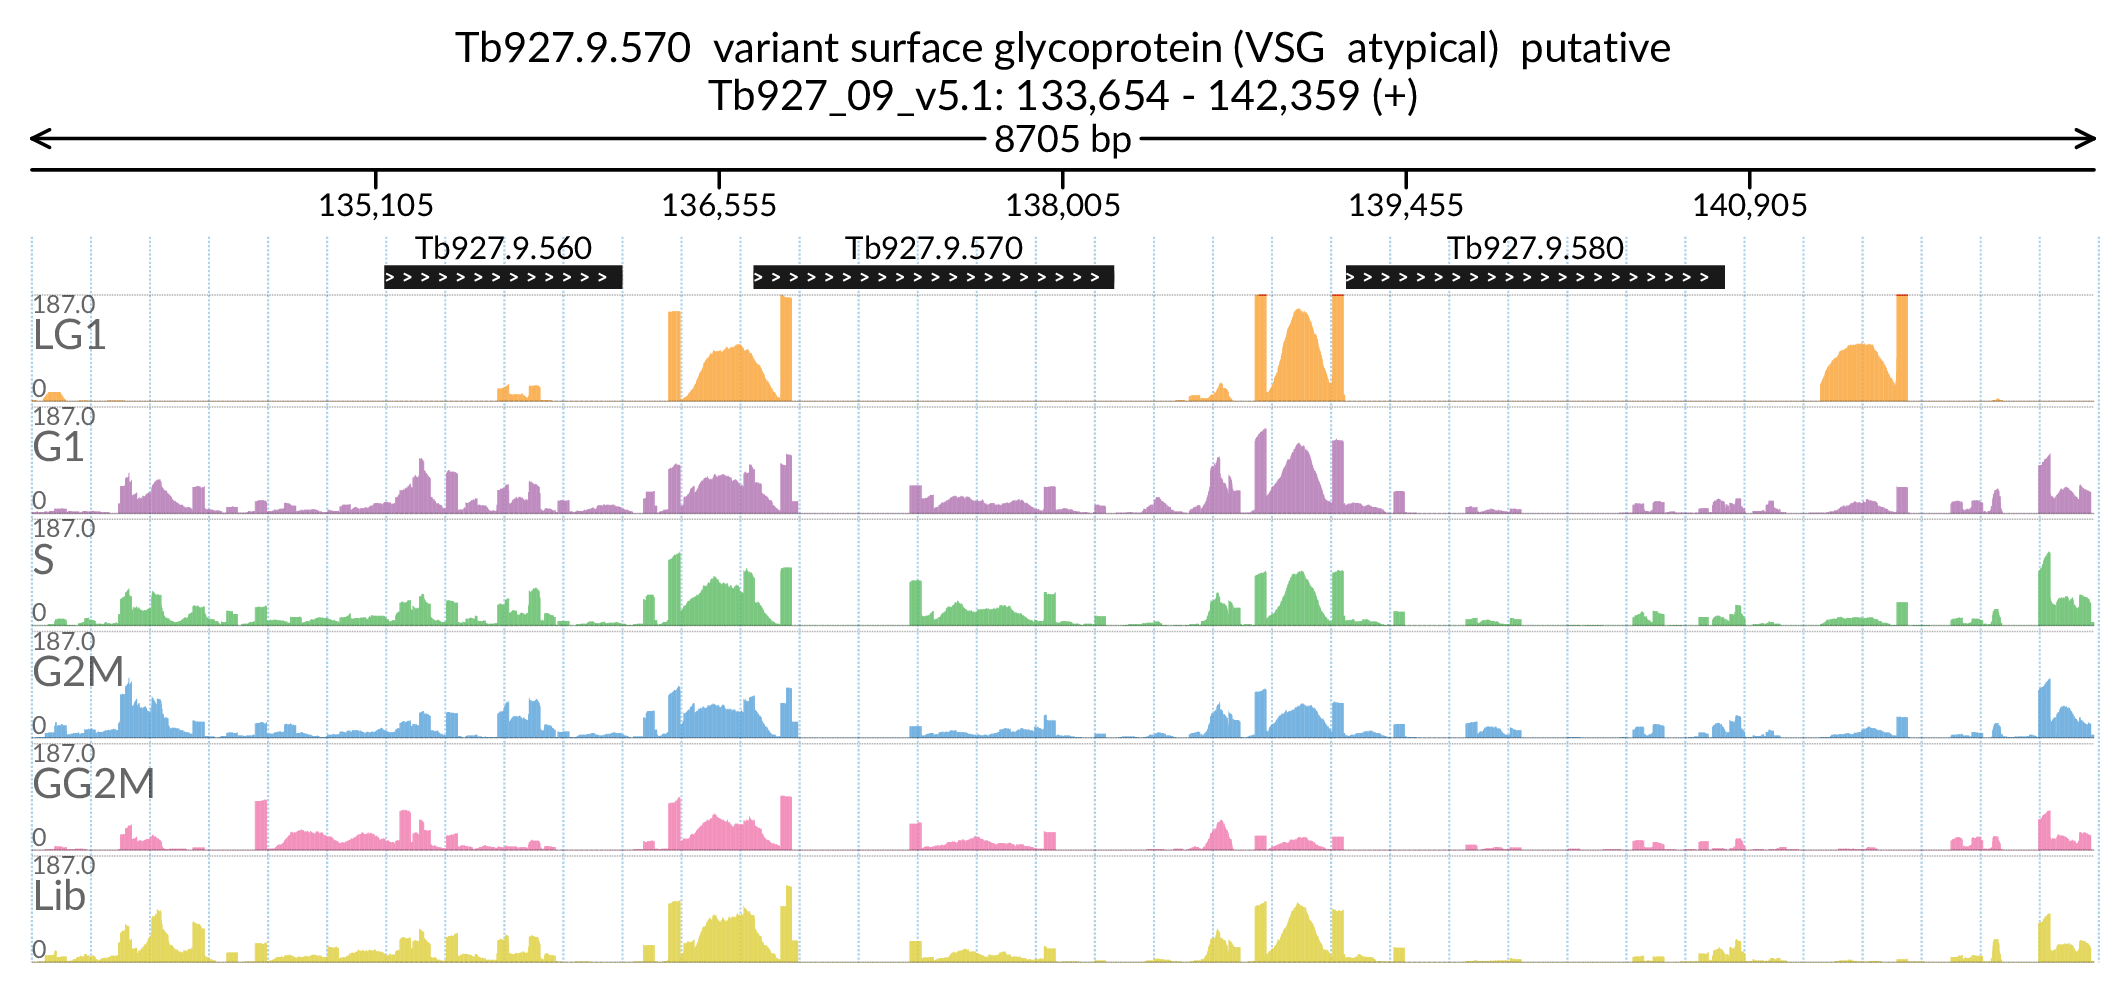 Tb927.9.570 variant surface glycoprotein (VSG atypical) putative
Tb927_09_v5.1: 133,654 - 142,359 (+)
8705 bp
135,105 136,555 138,005 139,455 140,905
Tb927.9.560 Tb927.9.570 Tb927.9.580
187.0
LG1
0
187.0
G1
0
187.0
S
0
187.0
G2M
0
187.0
GG2M
0
187.0
Lib
0